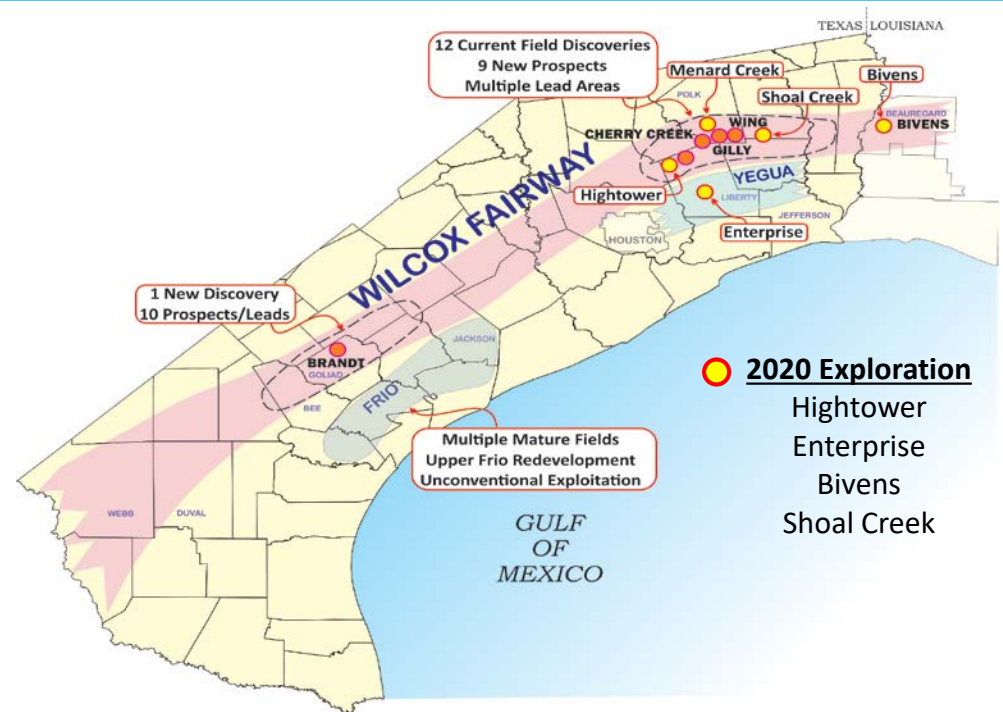 TEXAS LOUISIANA
12 Current Field Discoveries
9 New Prospects
Multiple Lead Areas
Menard Creek
Bivens
Shoal Creek
POLK
BEAUREGARD
BIVENS
WING
CHERRY CREEK
GILLY
YEGUA
Hightower
LIBERTY
JEFFERSON
Enterprise
HOUSTON
WILCOX FAIRWAY
1 New Discovery
10 Prospects/Leads
BRANDT
GOLIAD
JACKSON
BEE
FRIO
Multiple Mature Fields
Upper Frio Redevelopment
Unconventional Exploitation
WEBB
DUVAL
GULF
OF
MEXICO
2020 Exploration
Hightower
Enterprise
Bivens
Shoal Creek